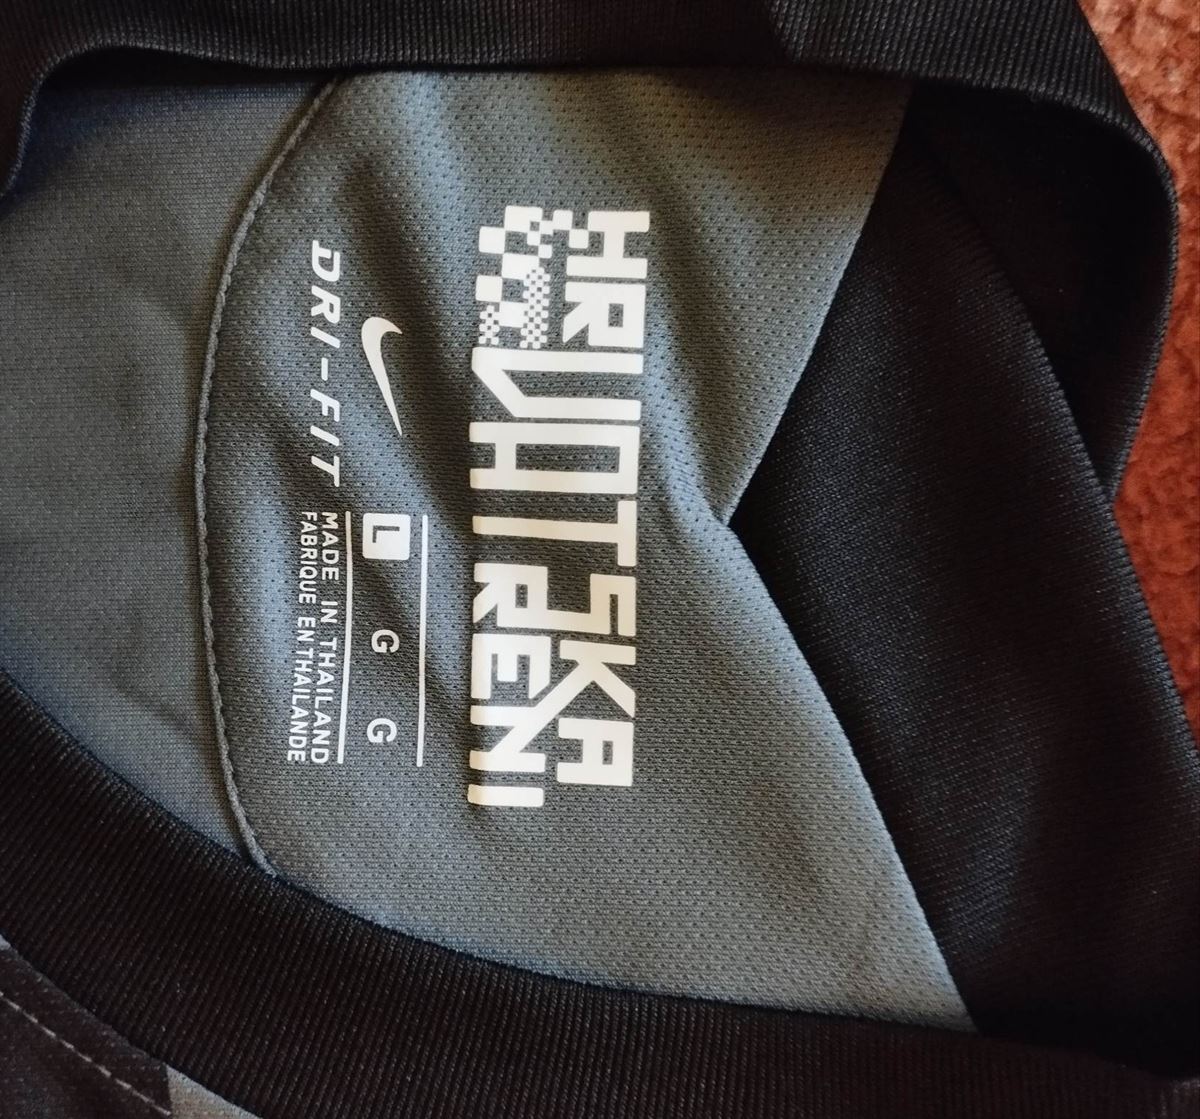 HRVATSKA
VATRENI
L G G
DRI-FIT
MADE IN THAILAND
FABRIQUE EN THAILANDE